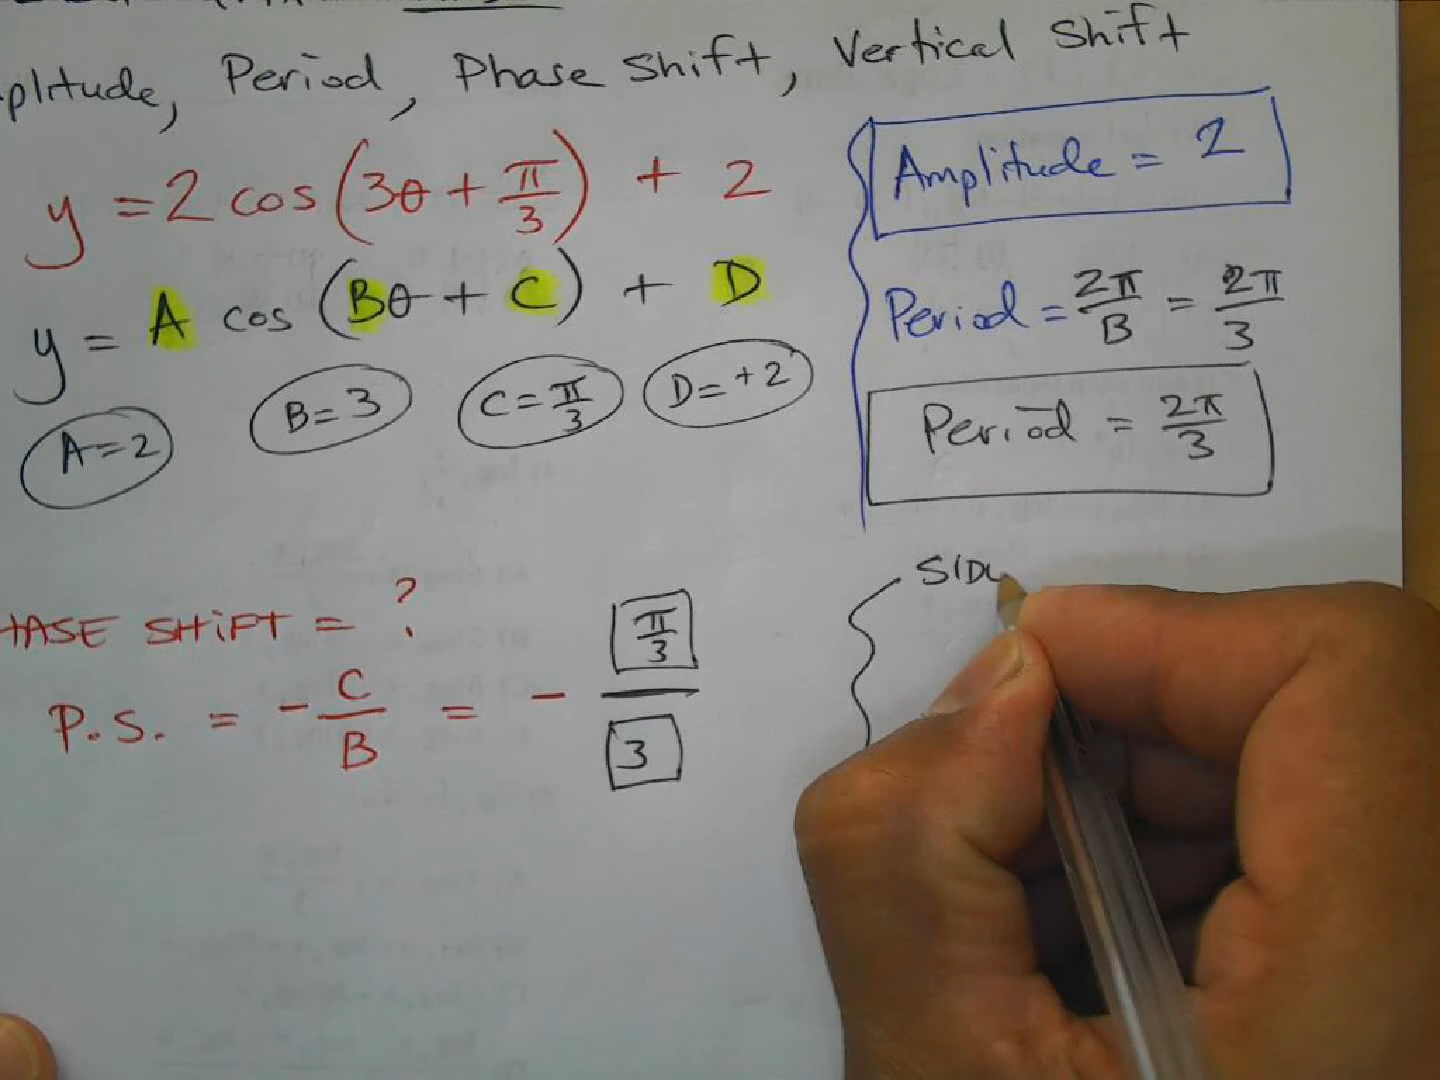 plitude, Period, Phase Shift, Vertical Shift
y = 2 cos(3θ + π/3) + 2
y = A cos (Bθ + C) + D
A = 2
B = 3
C = π/3
D = +2
Amplitude = 2
Period = 2π/B = 2π/3
Period = 2π/3
HASE SHIFT = ?
P.S. = - C/B = - π/3 / 3
SIDE